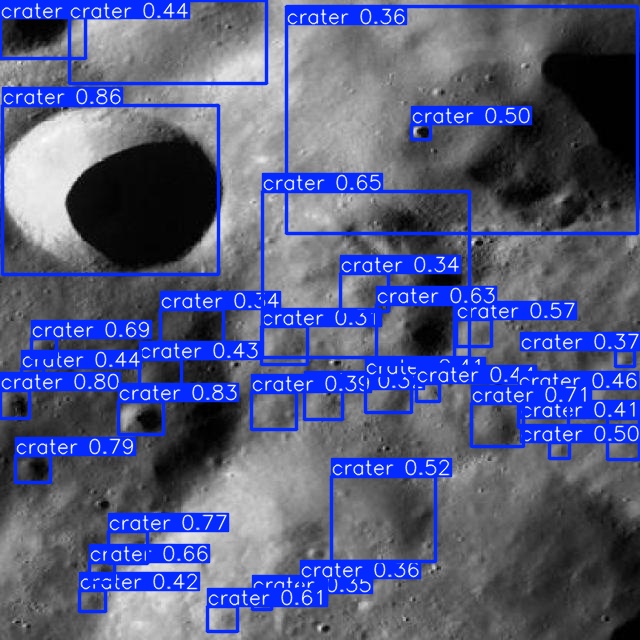 crater 0.44
crater 0.36
crater 0.86
crater 0.50
crater 0.65
crater 0.34
crater 0.63
crater 0.34
crater 0.57
crater 0.31
crater 0.69
crater 0.37
crater 0.43
crater 0.44
crater 0.80
crater 0.83
crater 0.39
crater 0.46
crater 0.71
crater 0.41
crater 0.50
crater 0.79
crater 0.52
crater 0.77
crater 0.66
crater 0.36
crater 0.42
crater 0.35
crater 0.61